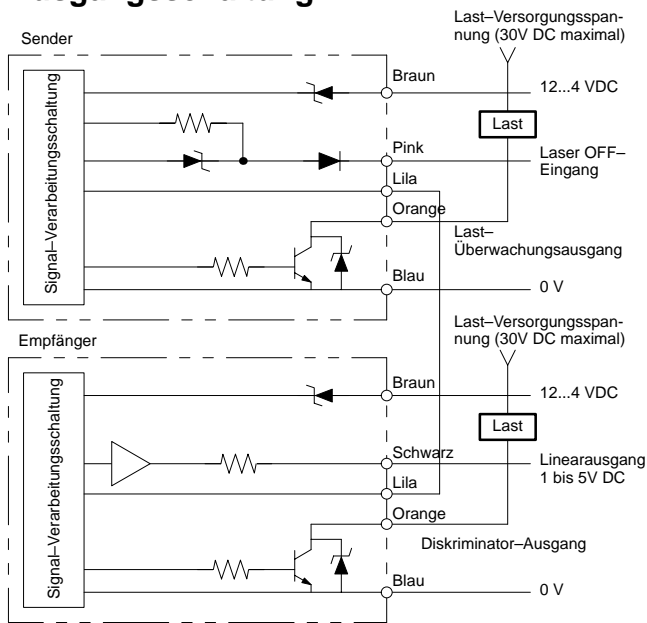 Ausgangsschaltung
Last–Versorgungsspan-
nung (30V DC maximal)
Sender
Braun
12...4 VDC
Last
Pink
Laser OFF–
Eingang
Lila
Orange
Last–
Überwachungsausgang
Signal–Verarbeitungsschaltung
Blau
0 V
Last–Versorgungsspan-
nung (30V DC maximal)
Empfänger
Braun
12...4 VDC
Last
Schwarz
Linearausgang
1 bis 5V DC
Lila
Orange
Diskriminator–Ausgang
Signal–Verarbeitungsschaltung
Blau
0 V